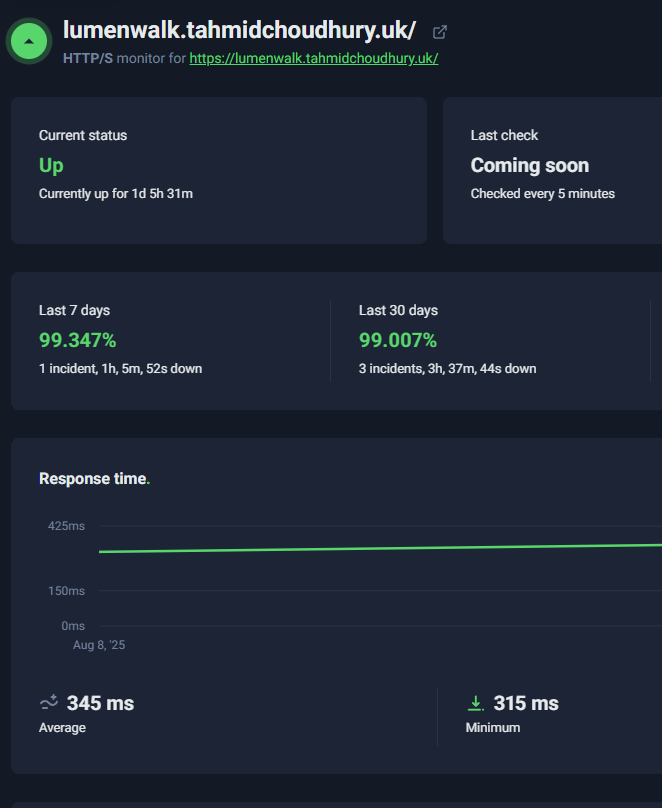 lumenwalk.tahmidchoudhury.uk/
HTTP/S monitor for https://lumenwalk.tahmidchoudhury.uk/
Current status
Up
Currently up for 1d 5h 31m
Last check
Coming soon
Checked every 5 minutes
Last 7 days
99.347%
1 incident, 1h, 5m, 52s down
Last 30 days
99.007%
3 incidents, 3h, 37m, 44s down
Response time.
425ms
150ms
0ms
Aug 8, '25
345 ms
Average
315 ms
Minimum